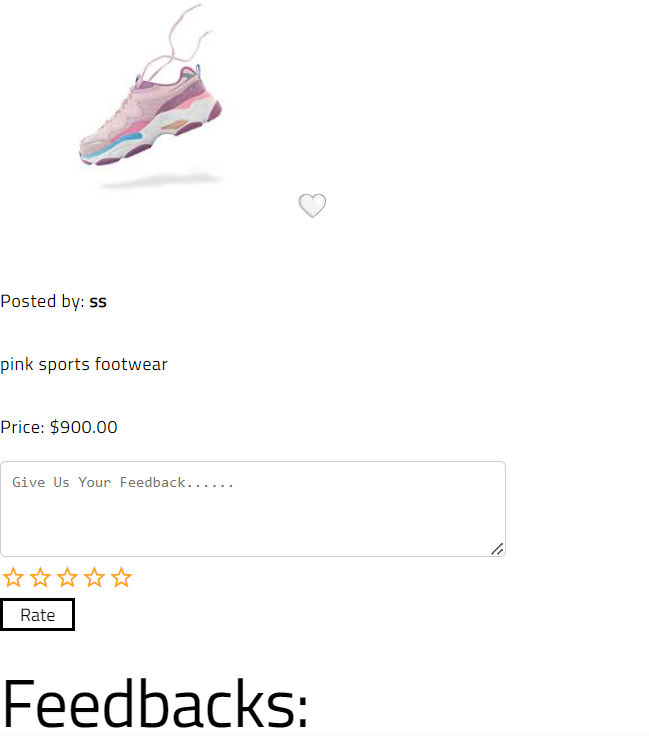 Posted by: ss
pink sports footwear
Price: $900.00
Give Us Your Feedback......
Rate
Feedbacks: